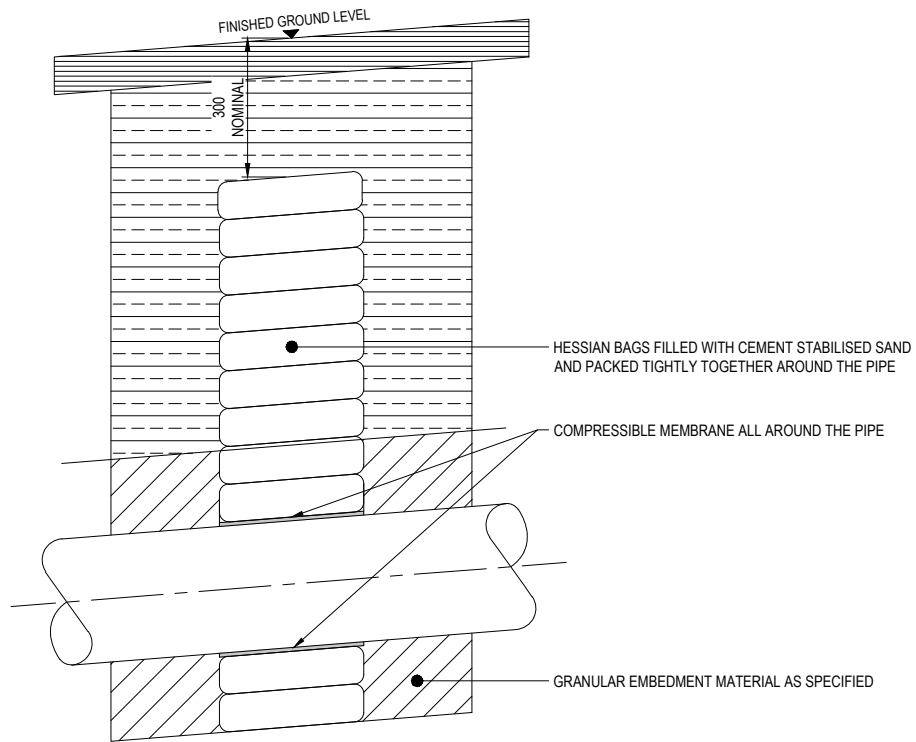 FINISHED GROUND LEVEL
300
NOMINAL
HESSIAN BAGS FILLED WITH CEMENT STABILISED SAND
AND PACKED TIGHTLY TOGETHER AROUND THE PIPE
COMPRESSIBLE MEMBRANE ALL AROUND THE PIPE
GRANULAR EMBEDMENT MATERIAL AS SPECIFIED